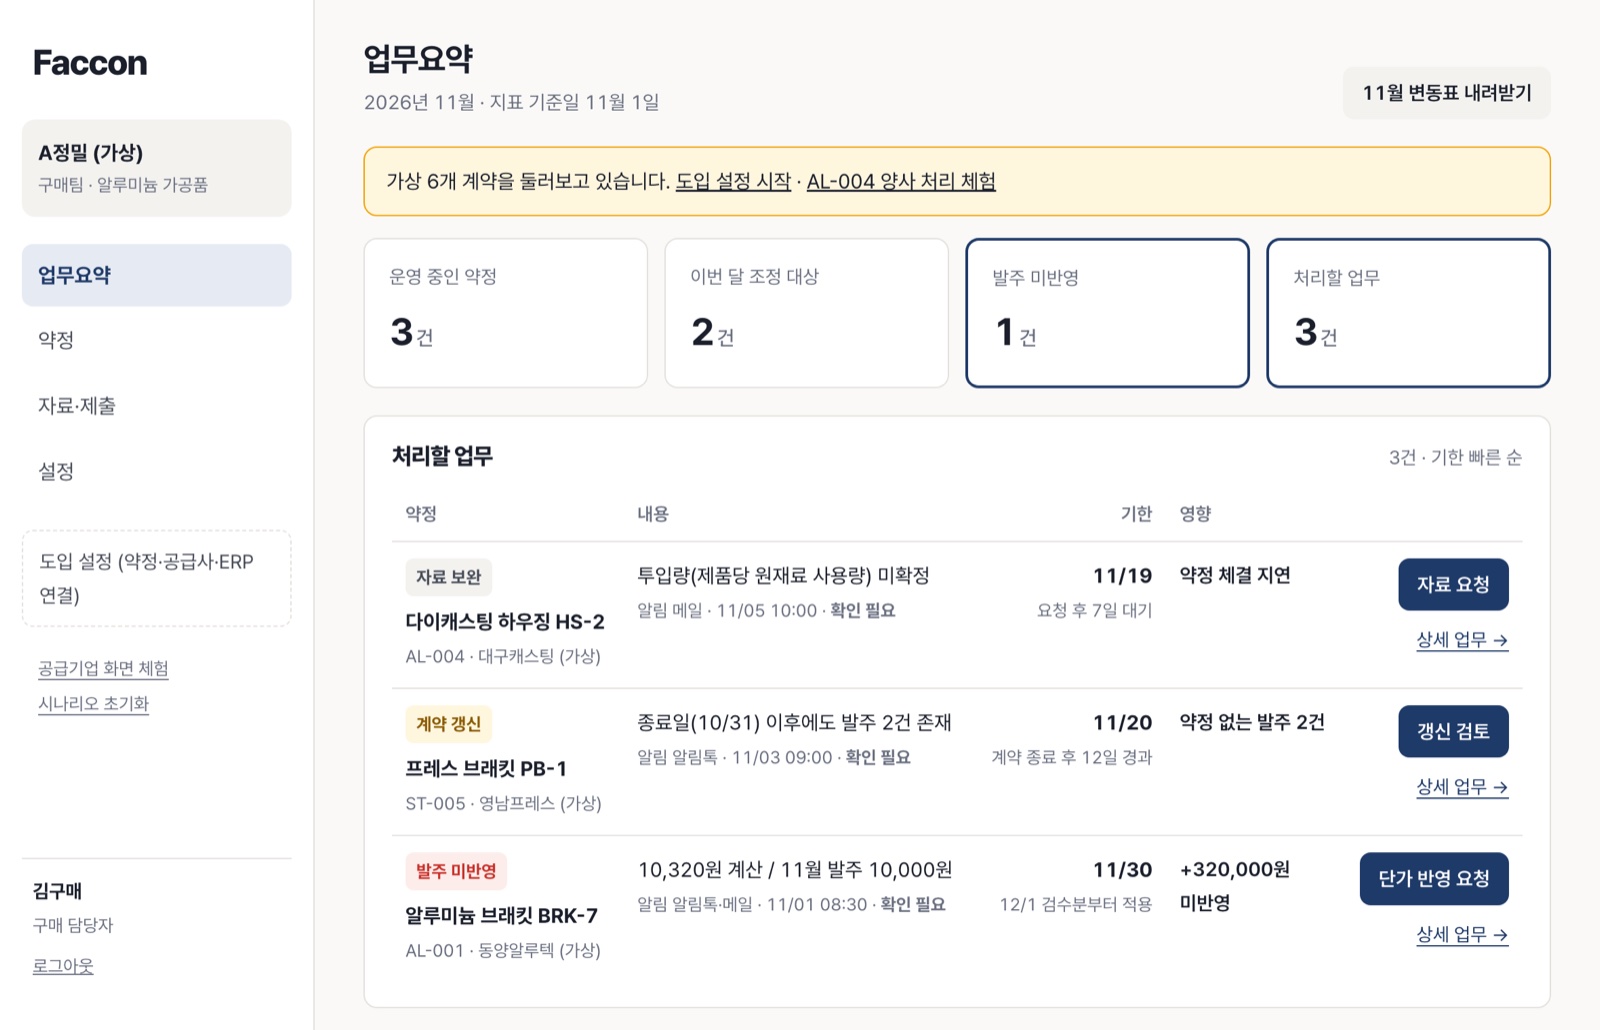 Faccon
A정밀 (가상)
구매팀 · 알루미늄 가공품
업무요약
약정
자료·제출
설정
도입 설정 (약정·공급사·ERP
연결)
공급기업 화면 체험
시나리오 초기화
김구매
구매 담당자
로그아웃
업무요약
2026년 11월 · 지표 기준일 11월 1일
11월 변동표 내려받기
가상 6개 계약을 둘러보고 있습니다. 도입 설정 시작 · AL-004 양사 처리 체험
운영 중인 약정
3건
이번 달 조정 대상
2건
발주 미반영
1건
처리할 업무
3건
처리할 업무
3건 · 기한 빠른 순
약정 내용 기한 영향
자료 보완
다이캐스팅 하우징 HS-2
AL-004 · 대구캐스팅 (가상)
투입량(제품당 원재료 사용량) 미확정
알림 메일 · 11/05 10:00 · 확인 필요
11/19
요청 후 7일 대기
약정 체결 지연
자료 요청
상세 업무 →
계약 갱신
프레스 브래킷 PB-1
ST-005 · 영남프레스 (가상)
종료일(10/31) 이후에도 발주 2건 존재
알림 알림톡 · 11/03 09:00 · 확인 필요
11/20
계약 종료 후 12일 경과
약정 없는 발주 2건
갱신 검토
상세 업무 →
발주 미반영
알루미늄 브래킷 BRK-7
AL-001 · 동양알루텍 (가상)
10,320원 계산 / 11월 발주 10,000원
알림 알림톡·메일 · 11/01 08:30 · 확인 필요
11/30
12/1 검수분부터 적용
+320,000원
미반영
단가 반영 요청
상세 업무 →